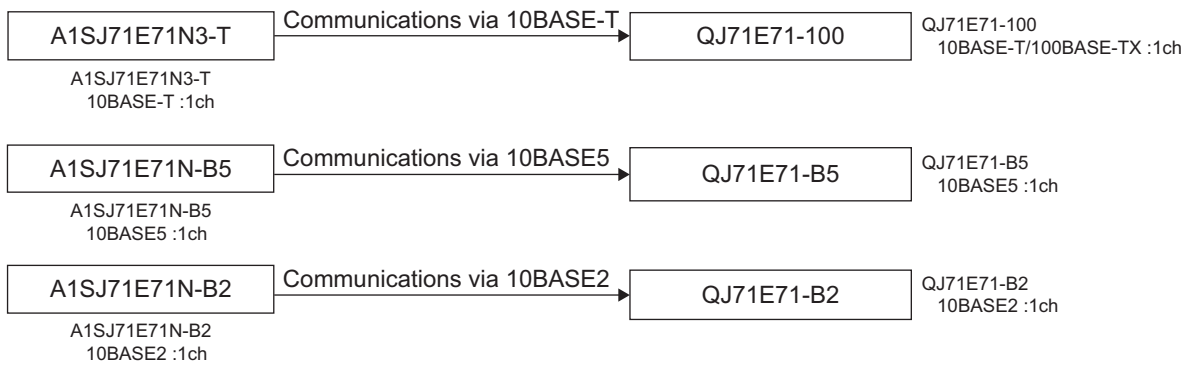 A1SJ71E71N3-T
Communications via 10BASE-T
QJ71E71-100
QJ71E71-100
10BASE-T/100BASE-TX :1ch
A1SJ71E71N3-T
10BASE-T :1ch
A1SJ71E71N-B5
Communications via 10BASE5
QJ71E71-B5
QJ71E71-B5
10BASE5 :1ch
A1SJ71E71N-B5
10BASE5 :1ch
A1SJ71E71N-B2
Communications via 10BASE2
QJ71E71-B2
QJ71E71-B2
10BASE2 :1ch
A1SJ71E71N-B2
10BASE2 :1ch